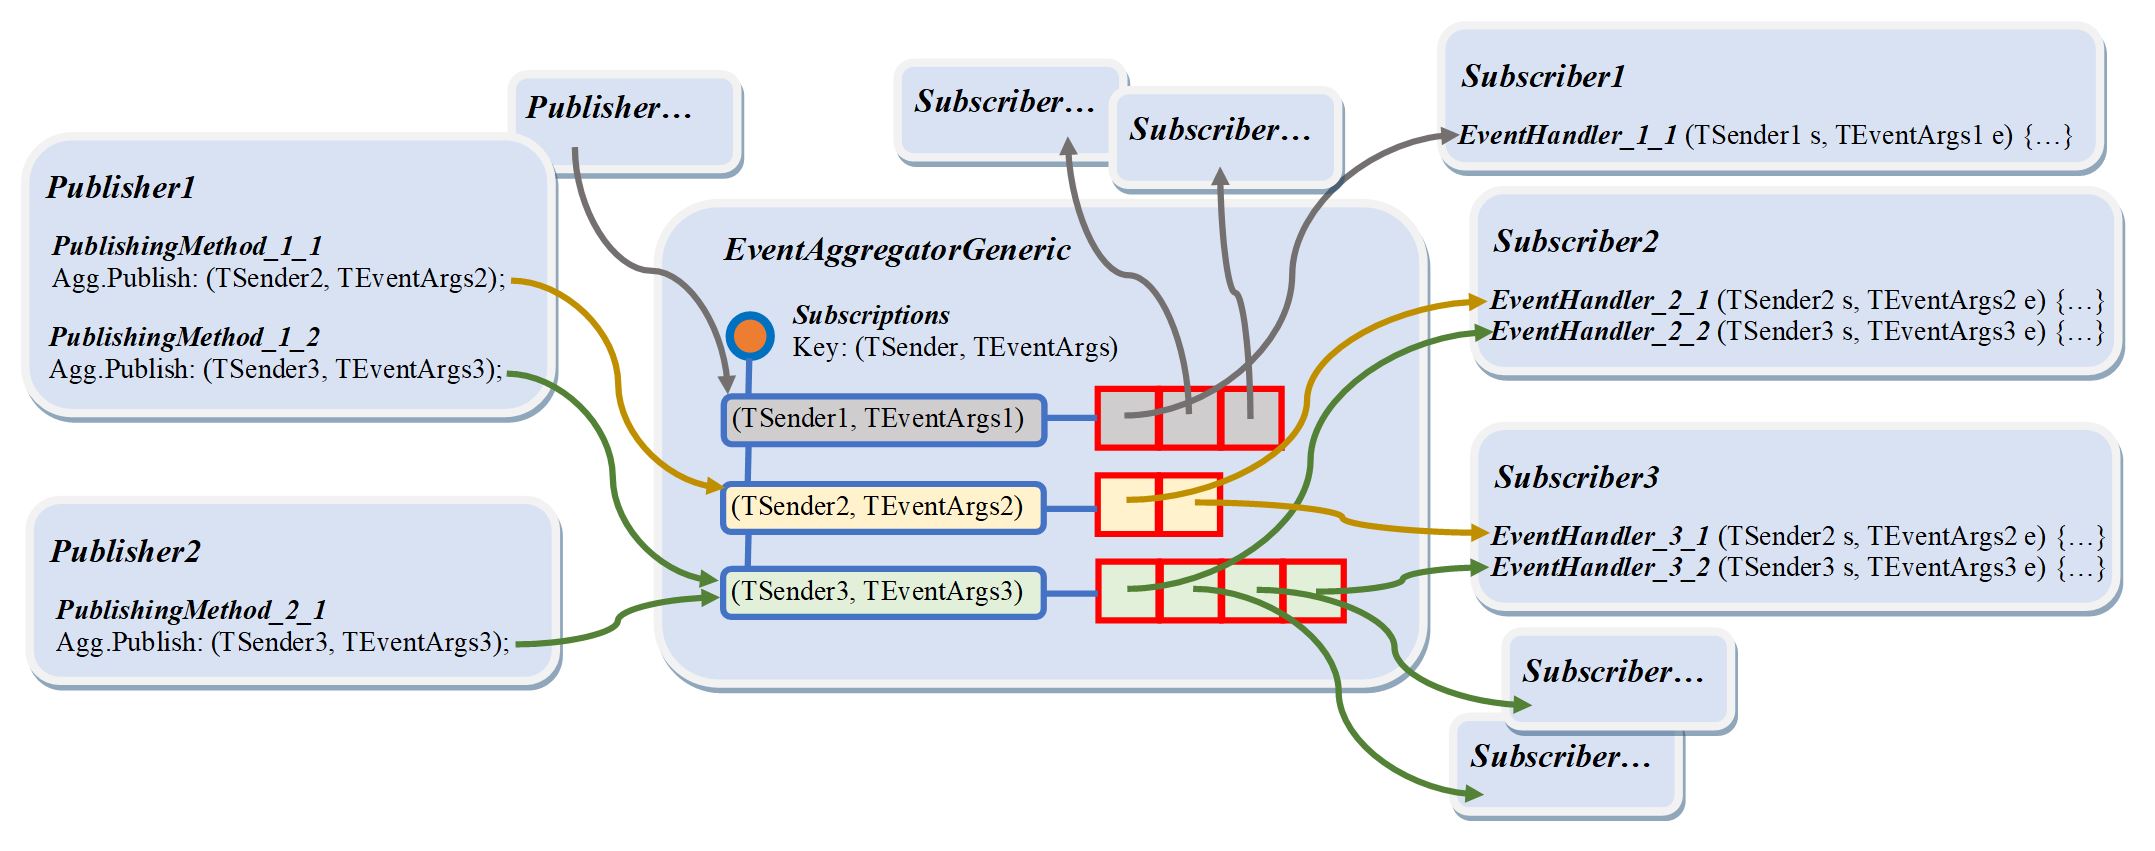 Publisher…
Publisher1
PublishingMethod_1_1
Agg.Publish: (TSender2, TEventArgs2);
PublishingMethod_1_2
Agg.Publish: (TSender3, TEventArgs3);
Publisher2
PublishingMethod_2_1
Agg.Publish: (TSender3, TEventArgs3);
Subscriber…
Subscriber…
EventAggregatorGeneric
Subscriptions
Key: (TSender, TEventArgs)
(TSender1, TEventArgs1)
(TSender2, TEventArgs2)
(TSender3, TEventArgs3)
Subscriber1
EventHandler_1_1 (TSender1 s, TEventArgs1 e) {…}
Subscriber2
EventHandler_2_1 (TSender2 s, TEventArgs2 e) {…}
EventHandler_2_2 (TSender3 s, TEventArgs3 e) {…}
Subscriber3
EventHandler_3_1 (TSender2 s, TEventArgs2 e) {…}
EventHandler_3_2 (TSender3 s, TEventArgs3 e) {…}
Subscriber…
Subscriber…